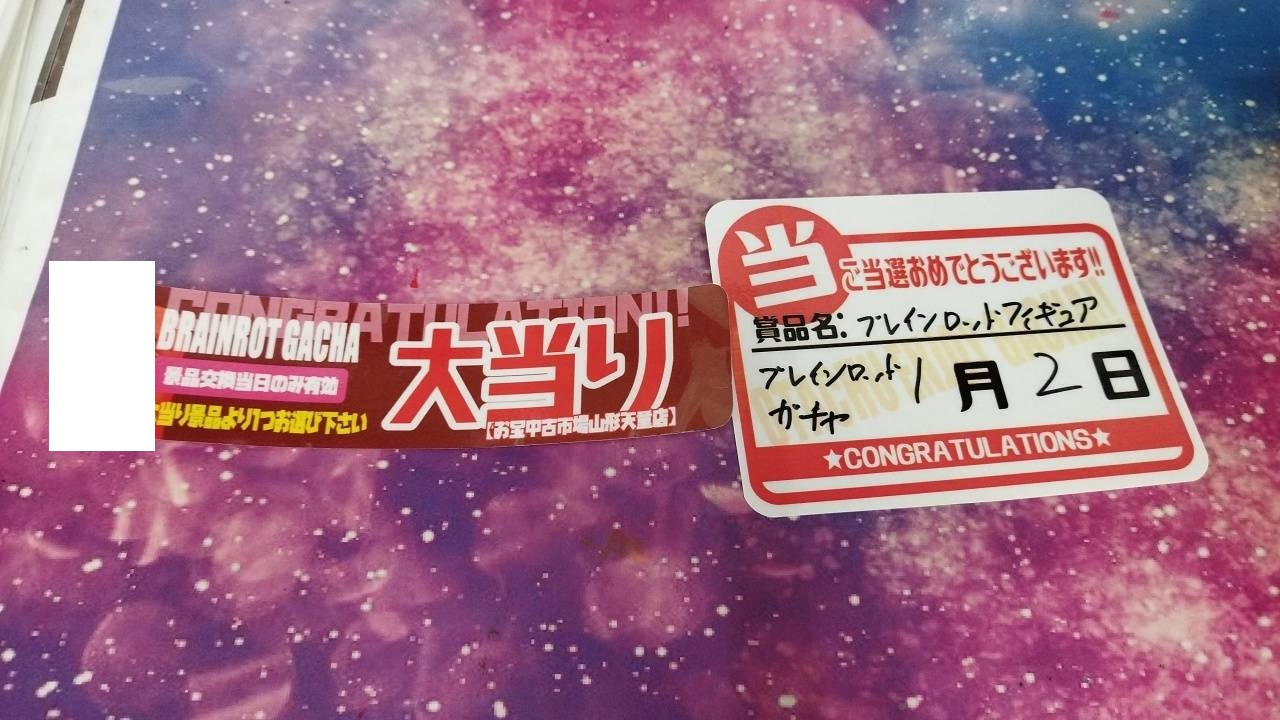 CONGRATULATION!!
BRAINROT GACHA
景品交換当日のみ有効
大当り景品より1つお選び下さい
大当り
【お宝中古市場山形天童店】
当
ご当選おめでとうございます!!
賞品名: ブレインロットフィギュア
ブレインロット
ガチャ
1月2日
★CONGRATULATIONS★